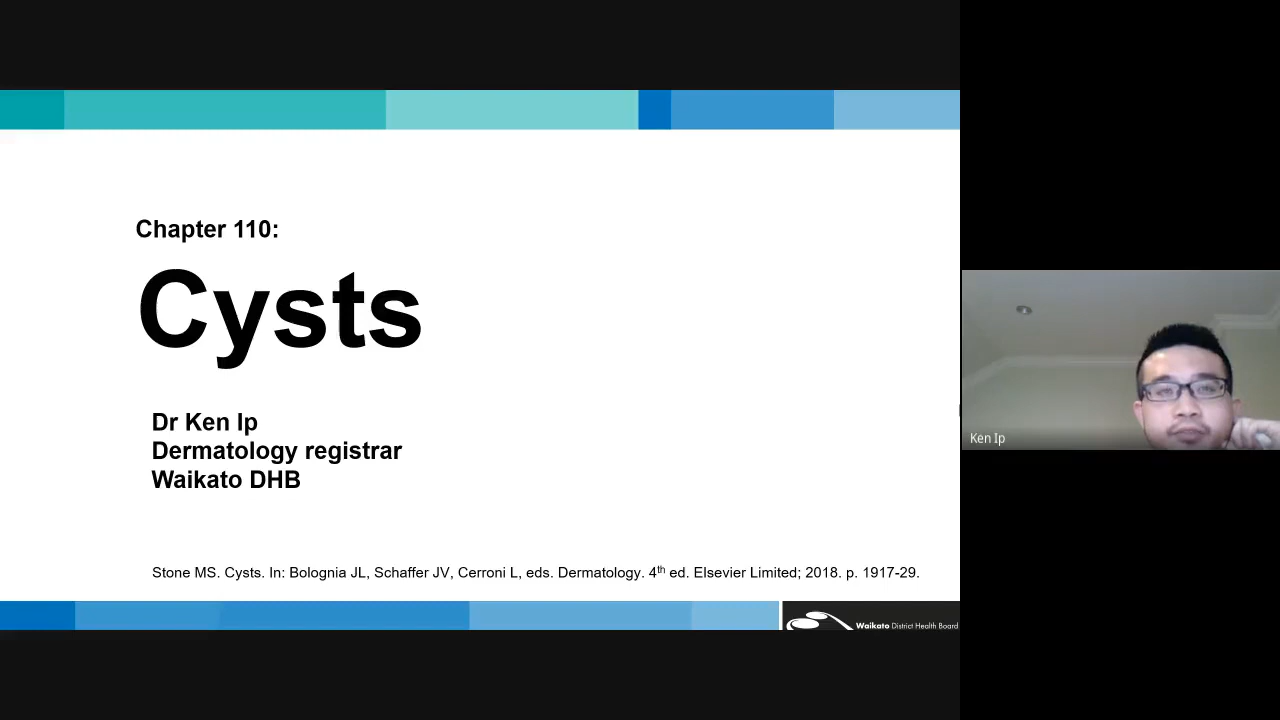 Chapter 110:
Cysts
Dr Ken Ip
Dermatology registrar
Waikato DHB
Stone MS. Cysts. In: Bolognia JL, Schaffer JV, Cerroni L, eds. Dermatology. 4th ed. Elsevier Limited; 2018. p. 1917-29.
Waikato District Health Board
Ken Ip